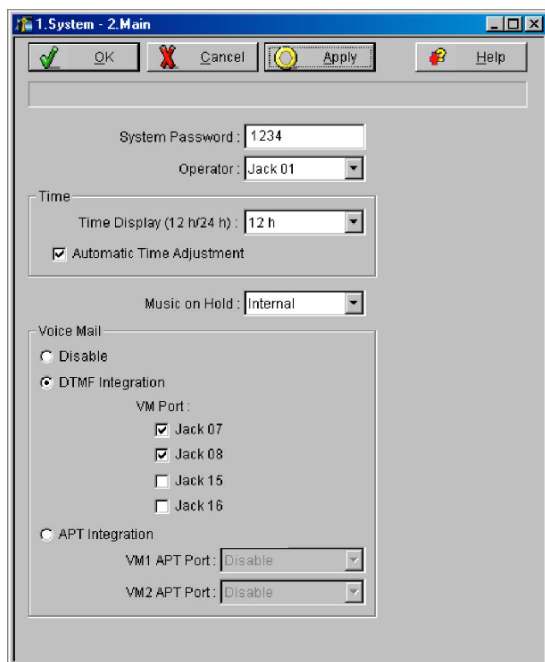 1.System - 2.Main
OK Cancel Apply Help
System Password : 1234
Operator : Jack 01
Time
Time Display (12 h/24 h) : 12 h
Automatic Time Adjustment
Music on Hold : Internal
Voice Mail
Disable
DTMF Integration
VM Port :
Jack 07
Jack 08
Jack 15
Jack 16
APT Integration
VM1 APT Port : Disable
VM2 APT Port : Disable